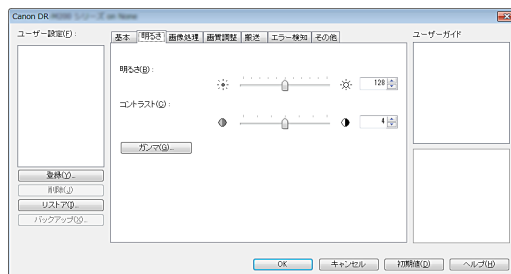 Canon DR
ユーザー設定(F):
基本 明るさ 画像処理 画質調整 搬送 エラー検知 その他
ユーザーガイド
明るさ(B):
128
コントラスト(C):
4
ガンマ(G)...
登録(Y)...
削除(J)
リストア(T)...
バックアップ(X)...
OK キャンセル 初期値(D) ヘルプ(H)